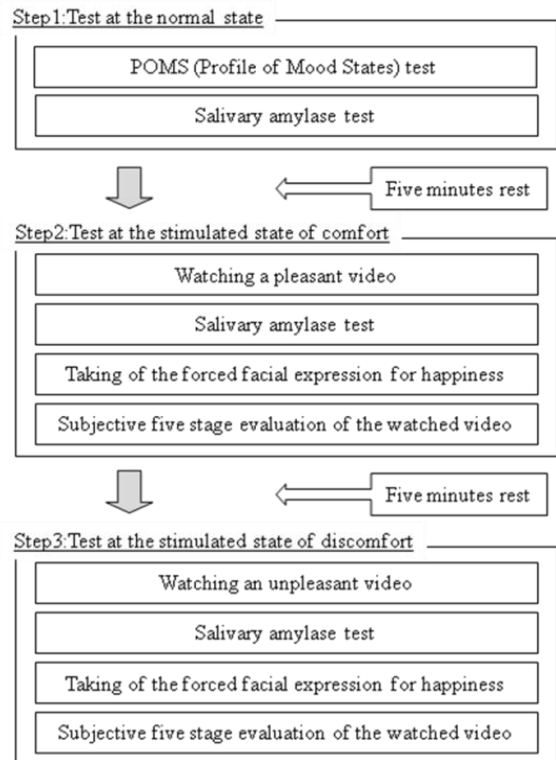 Step1:Test at the normal state
POMS (Profile of Mood States) test
Salivary amylase test
Five minutes rest
Step2:Test at the stimulated state of comfort
Watching a pleasant video
Salivary amylase test
Taking of the forced facial expression for happiness
Subjective five stage evaluation of the watched video
Five minutes rest
Step3:Test at the stimulated state of discomfort
Watching an unpleasant video
Salivary amylase test
Taking of the forced facial expression for happiness
Subjective five stage evaluation of the watched video